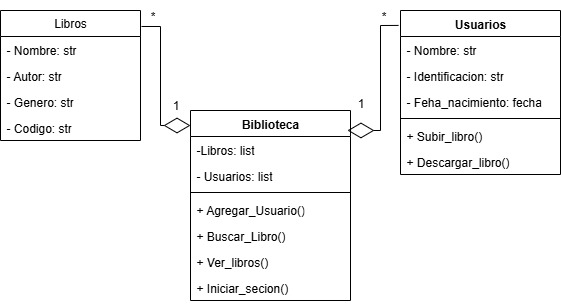 Libros
- Nombre: str
- Autor: str
- Genero: str
- Codigo: str
*
1
*
1
Usuarios
- Nombre: str
- Identificacion: str
- Feha_nacimiento: fecha
+ Subir_libro()
+ Descargar_libro()
Biblioteca
-Libros: list
- Usuarios: list
+ Agregar_Usuario()
+ Buscar_Libro()
+ Ver_libros()
+ Iniciar_secion()